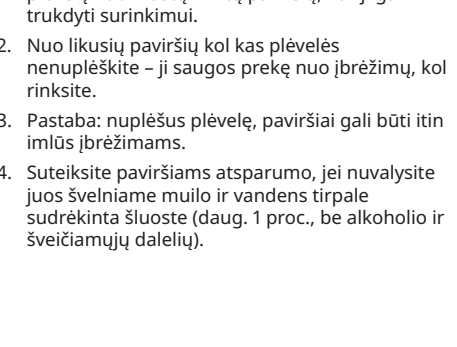 trukdyti surinkimui.
2. Nuo likusių paviršių kol kas plėvelės
nenuplėškite – ji saugos prekę nuo įbrėžimų, kol
rinksite.
3. Pastaba: nuplėšus plėvelę, paviršiai gali būti itin
imlūs įbrėžimams.
4. Suteiksite paviršiams atsparumo, jei nuvalysite
juos švelniame muilo ir vandens tirpale
sudrėkinta šluoste (daug. 1 proc., be alkoholio ir
šveičiamųjų dalelių).